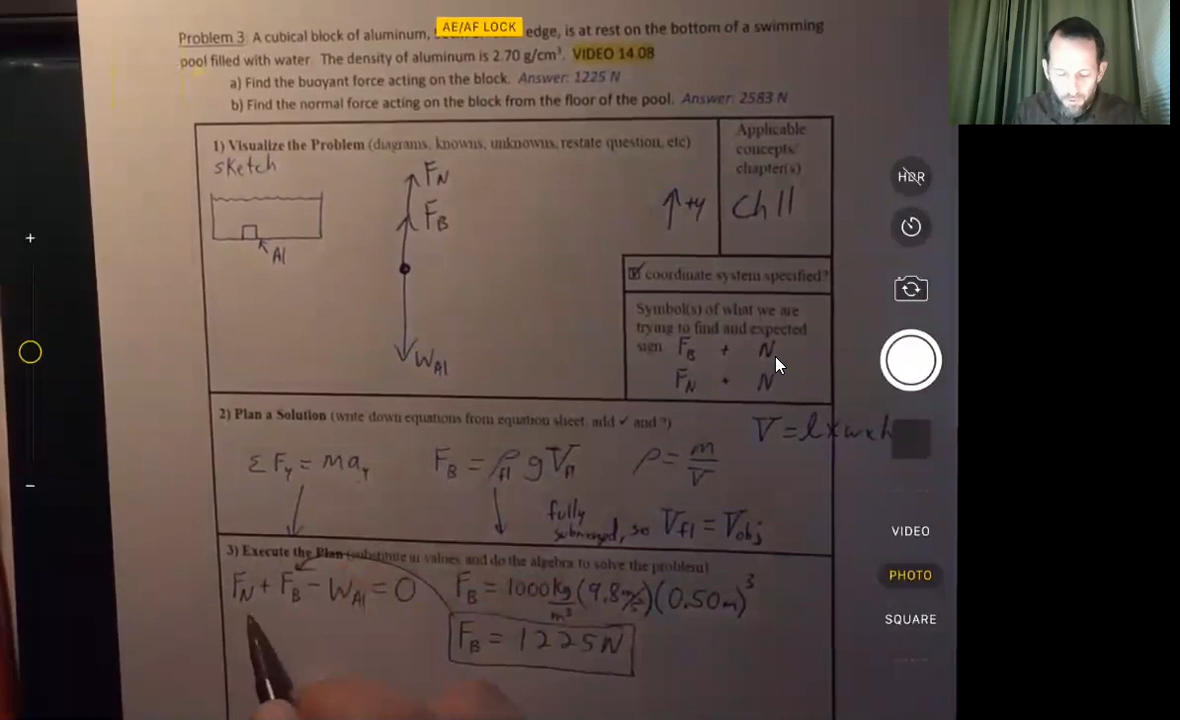 Problem 3: A cubical block of aluminum, edge, is at rest on the bottom of a swimming
pool filled with water. The density of aluminum is 2.70 g/cm³. VIDEO 14.08
a) Find the buoyant force acting on the block. Answer: 1225 N
b) Find the normal force acting on the block from the floor of the pool. Answer: 2583 N
AE/AF LOCK
1) Visualize the Problem (diagrams, knowns, unknowns, restate question, etc)
sketch
Al
F_N
F_B
W_Al
↑+y
Applicable
concepts/
chapter(s)
Ch 11
☑ coordinate system specified?
Symbol(s) of what we are
trying to find and expected
sign F_B + N
F_N + N
2) Plan a Solution (write down equations from equation sheet, add ✓ and ?)
V = l x w x h
ΣF_y = ma_y F_B = ρ_fl g V_fl ρ = m/V
fully
submerged, so V_fl = V_obj
3) Execute the Plan (substitute in values and do the algebra to solve the problem)
F_N + F_B - W_Al = 0 F_B = 1000 kg/m³ (9.8 m/s²)(0.50m)³
F_B = 1225N
HDR
VIDEO
PHOTO
SQUARE